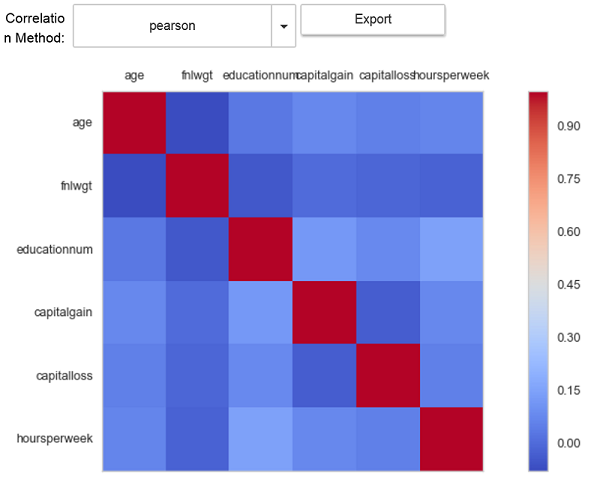 Correlatio
n Method:
pearson
Export
age fnlwgt educationnum capitalgain capitalloss hoursperweek
age
fnlwgt
educationnum
capitalgain
capitalloss
hoursperweek
0.90
0.75
0.60
0.45
0.30
0.15
0.00